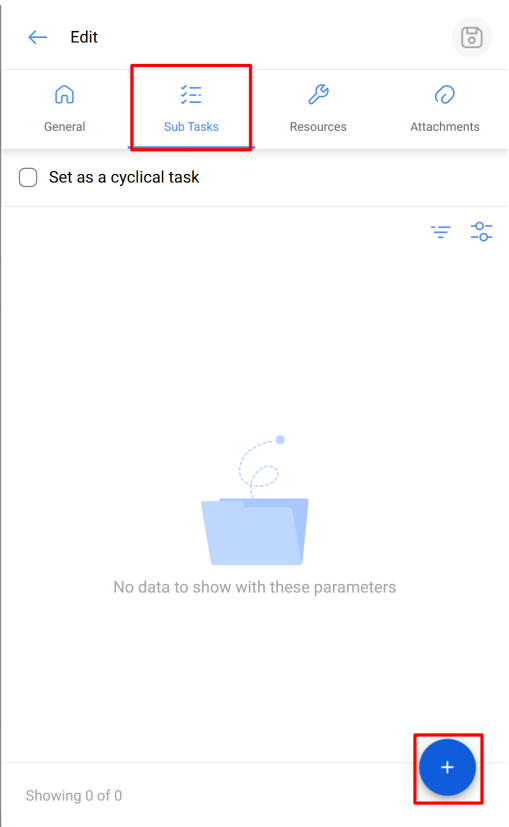 Edit
General
Sub Tasks
Resources
Attachments
Set as a cyclical task
No data to show with these parameters
Showing 0 of 0